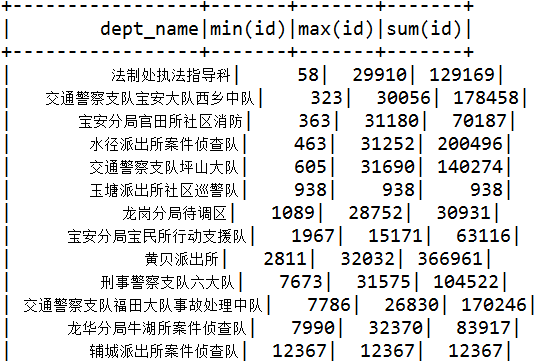 +--------------------+-------+-------+-------+
| dept_name|min(id)|max(id)|sum(id)|
+--------------------+-------+-------+-------+
| 法制处执法指导科| 58| 29910| 129169|
| 交通警察支队宝安大队西乡中队| 323| 30056| 178458|
| 宝安分局官田所社区消防| 363| 31180| 70187|
| 水径派出所案件侦查队| 463| 31252| 200496|
| 交通警察支队坪山大队| 605| 31690| 140274|
| 玉塘派出所社区巡警队| 938| 938| 938|
| 龙岗分局待调区| 1089| 28752| 30931|
| 宝安分局宝民所行动支援队| 1967| 15171| 63116|
| 黄贝派出所| 2811| 32032| 366961|
| 刑事警察支队六大队| 7673| 31575| 104522|
| 交通警察支队福田大队事故处理中队| 7786| 26830| 170246|
| 龙华分局牛湖所案件侦查队| 7990| 32370| 83917|
| 辅城派出所案件侦查队| 12367| 12367| 12367|